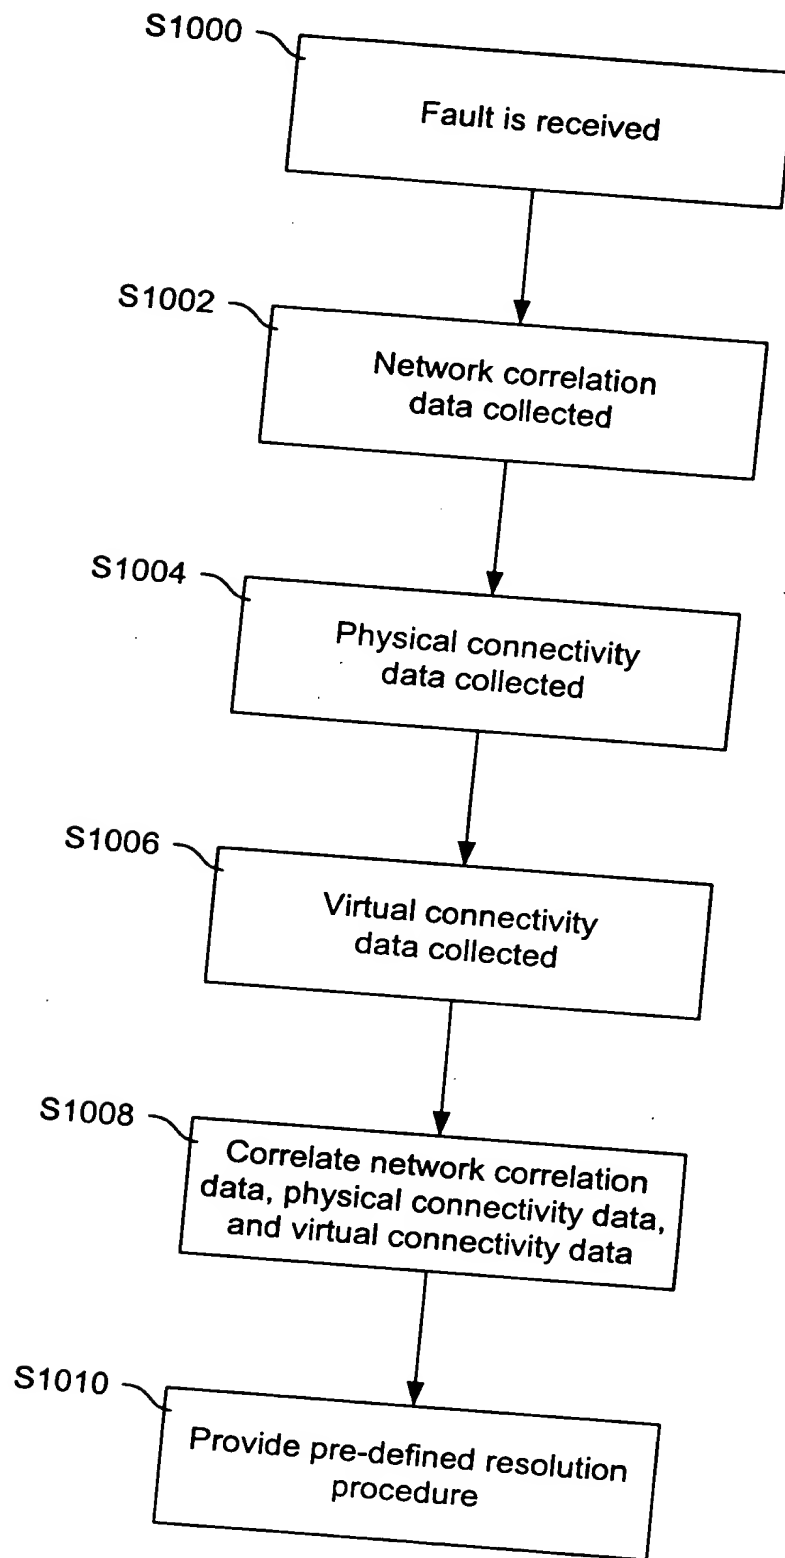 S1000
Fault is received
S1002
Network correlation
data collected
S1004
Physical connectivity
data collected
S1006
Virtual connectivity
data collected
S1008
Correlate network correlation
data, physical connectivity data,
and virtual connectivity data
S1010
Provide pre-defined resolution
procedure